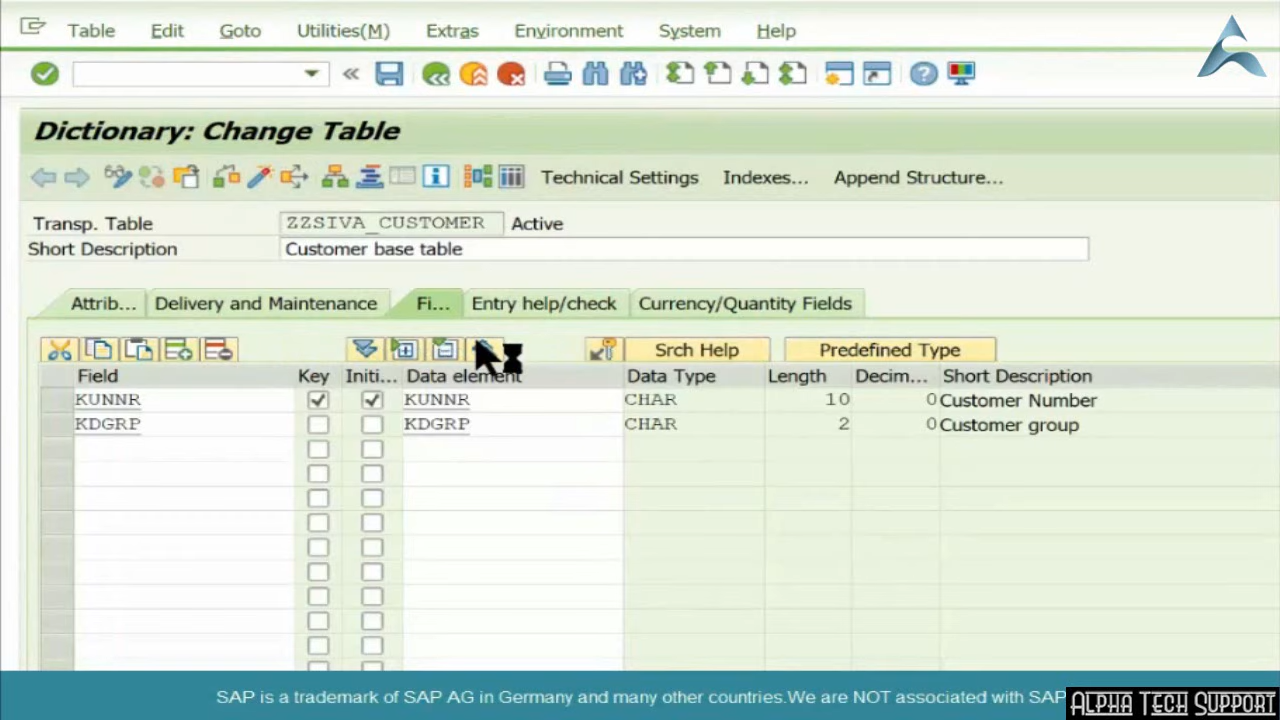 Table Edit Goto Utilities(M) Extras Environment System Help
Dictionary: Change Table
Technical Settings Indexes... Append Structure...
Transp. Table ZZSIVA_CUSTOMER Active
Short Description Customer base table
Attrib... Delivery and Maintenance Fi... Entry help/check Currency/Quantity Fields
Srch Help Predefined Type
Field Key Initi... Data element Data Type Length Decim... Short Description
KUNNR KUNNR CHAR 10 0 Customer Number
KDGRP KDGRP CHAR 2 0 Customer group
SAP is a trademark of SAP AG in Germany and many other countries.We are NOT associated with SAP
ALPHA TECH SUPPORT